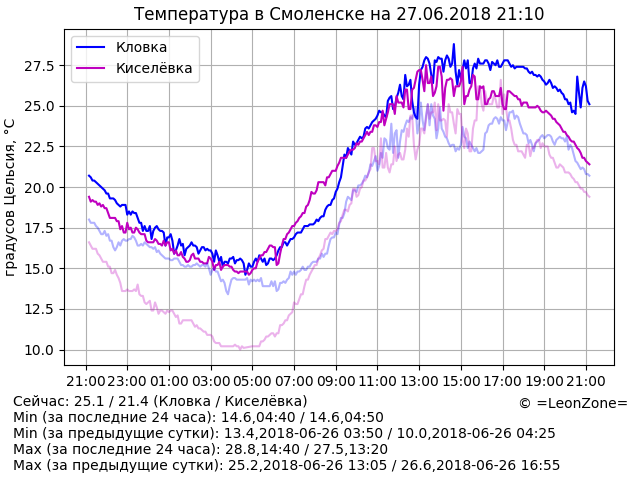 Температура в Смоленске на 27.06.2018 21:10
Кловка
Киселёвка
градусов Цельсия, °C
27.5
25.0
22.5
20.0
17.5
15.0
12.5
10.0
21:00 23:00 01:00 03:00 05:00 07:00 09:00 11:00 13:00 15:00 17:00 19:00 21:00
Сейчас: 25.1 / 21.4 (Кловка / Киселёвка)
© =LeonZone=
Min (за последние 24 часа): 14.6,04:40 / 14.6,04:50
Min (за предыдущие сутки): 13.4,2018-06-26 03:50 / 10.0,2018-06-26 04:25
Max (за последние 24 часа): 28.8,14:40 / 27.5,13:20
Max (за предыдущие сутки): 25.2,2018-06-26 13:05 / 26.6,2018-06-26 16:55